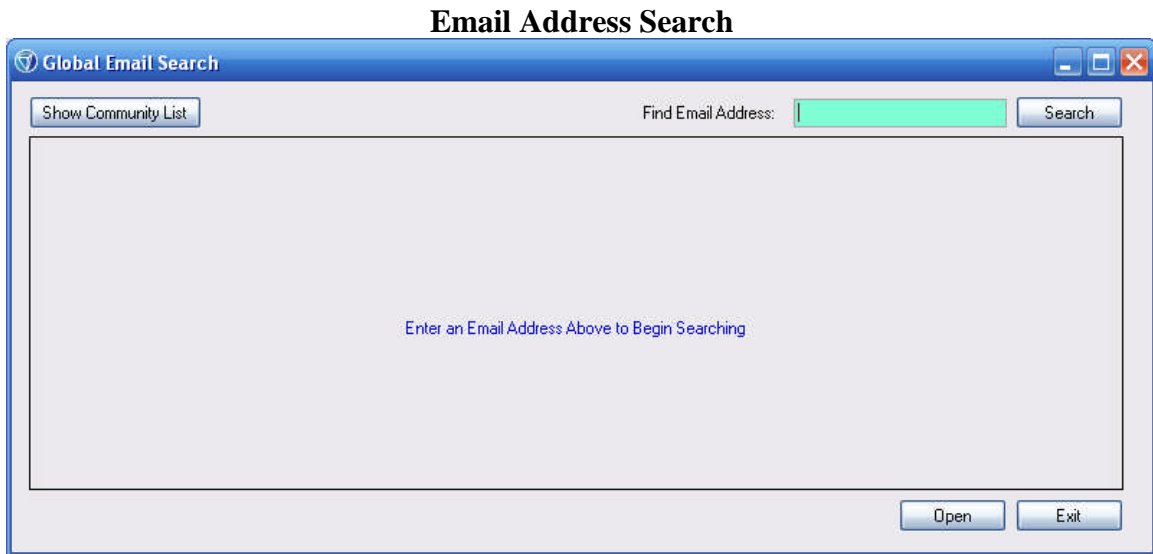 Email Address Search
Global Email Search
Show Community List Find Email Address: Search
Enter an Email Address Above to Begin Searching
Open Exit